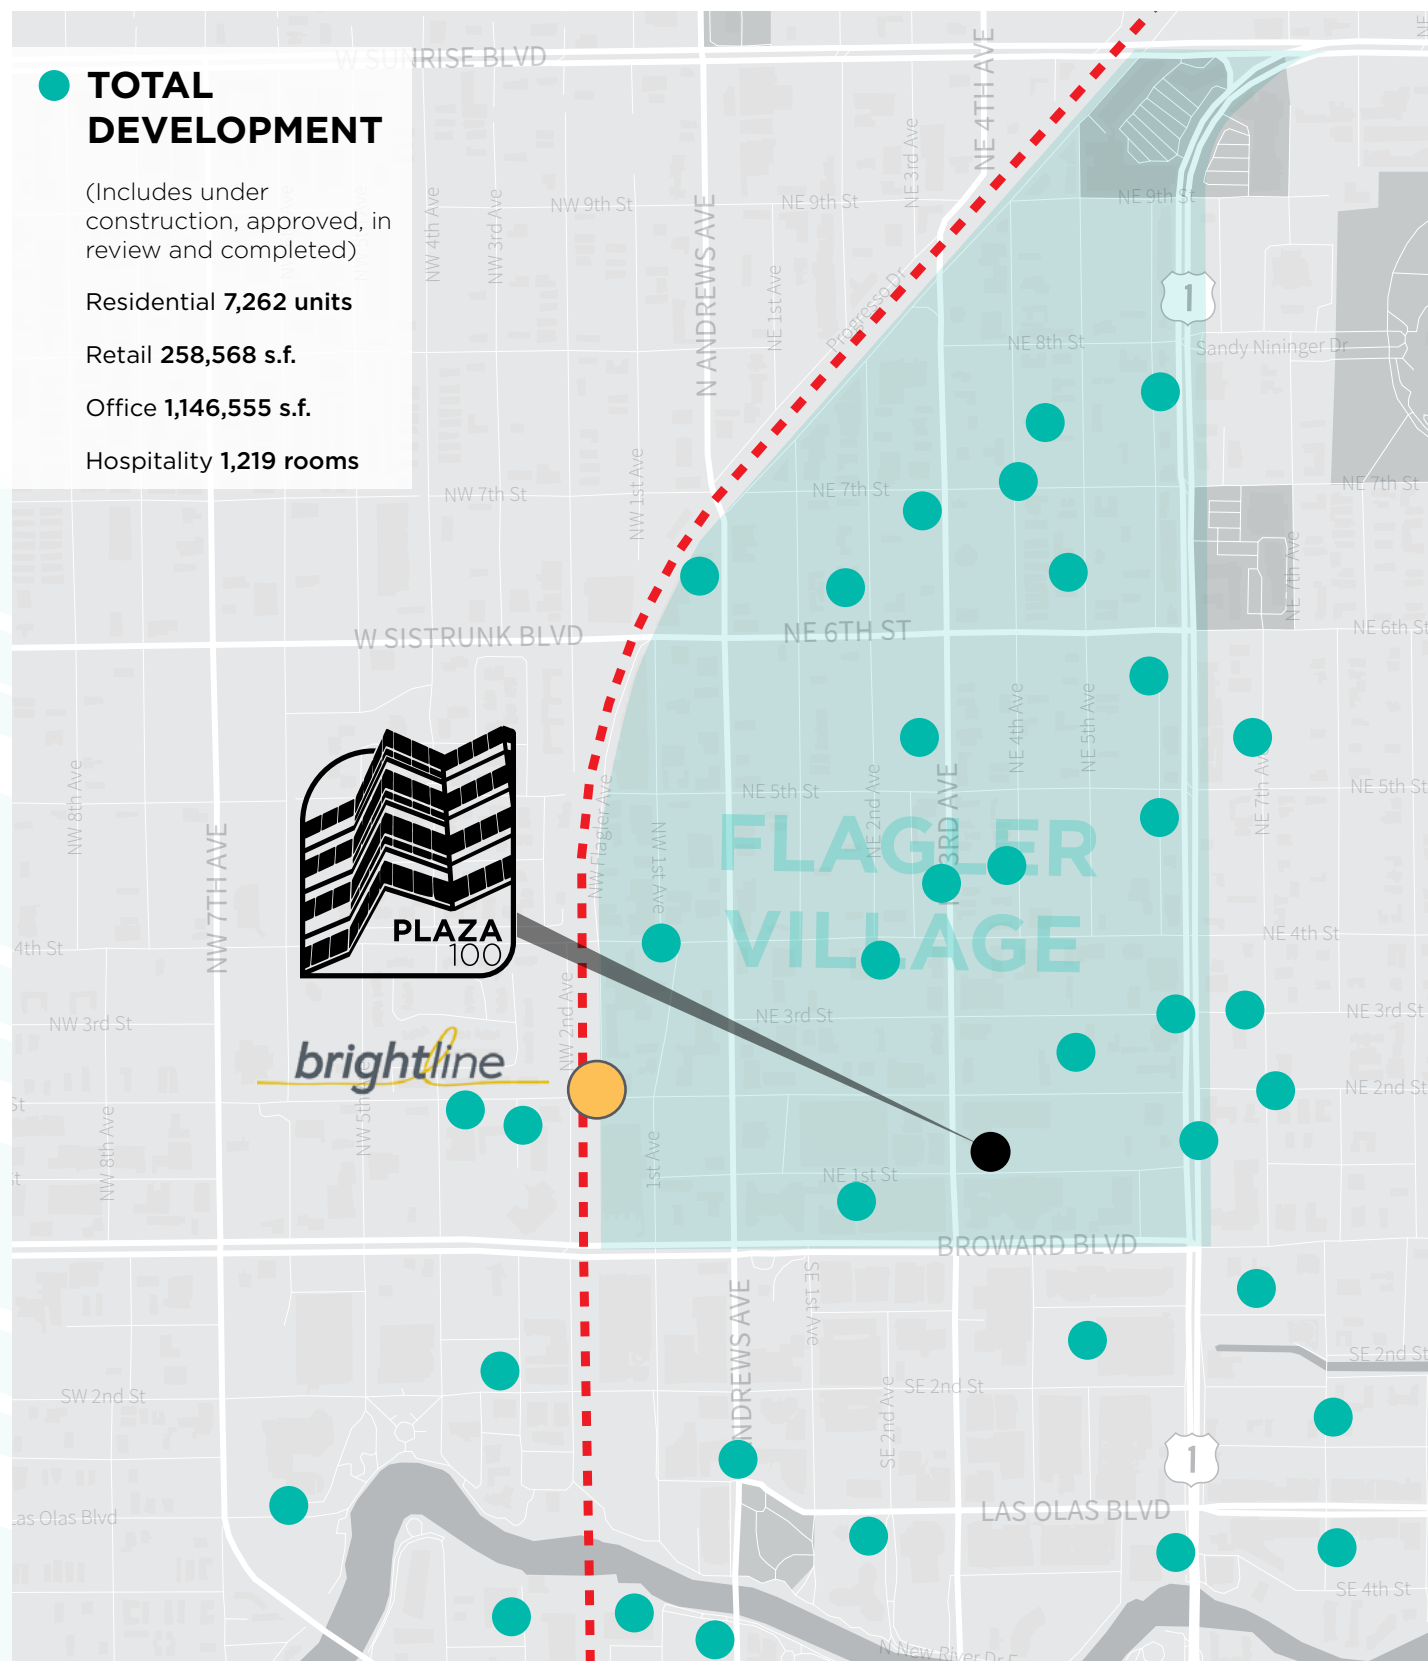 W SUNRISE BLVD
TOTAL
DEVELOPMENT
(Includes under
construction, approved, in
review and completed)
Residential 7,262 units
Retail 258,568 s.f.
Office 1,146,555 s.f.
Hospitality 1,219 rooms
NW 4th Ave
NW 3rd Ave
NW 9th St
N ANDREWS AVE
NE 9th St
NE 1st Ave
NE 3rd Ave
NE 4TH AVE
NE 9th St
1
Progresso Dr
NE 8th St
Sandy Nininger Dr
NW 7th St
NW 1st Ave
NE 7th St
NE 7th St
NE 7th Ave
W SISTRUNK BLVD
NE 6TH ST
NE 6th St
NW 8th Ave
NW 7TH AVE
NW Flagler Ave
NW 1st Ave
NE 5th St
NE 2nd Ave
3RD AVE
NE 4th Ave
NE 5th Ave
NE 7th Ave
NE 5th St
FLAGLER
VILLAGE
PLAZA
100
4th St
NE 4th St
NW 3rd St
NW 2nd Ave
NE 3rd St
NE 3rd St
brightline
NE 2nd St
St
NW 8th Ave
NW 5th
1st Ave
NE 1st St
BROWARD BLVD
SE 1st Ave
NDREWS AVE
SE 2nd St
SW 2nd St
SE 2nd Ave
SE 2nd St
1
Las Olas Blvd
LAS OLAS BLVD
SE 4th St
N New River Dr E